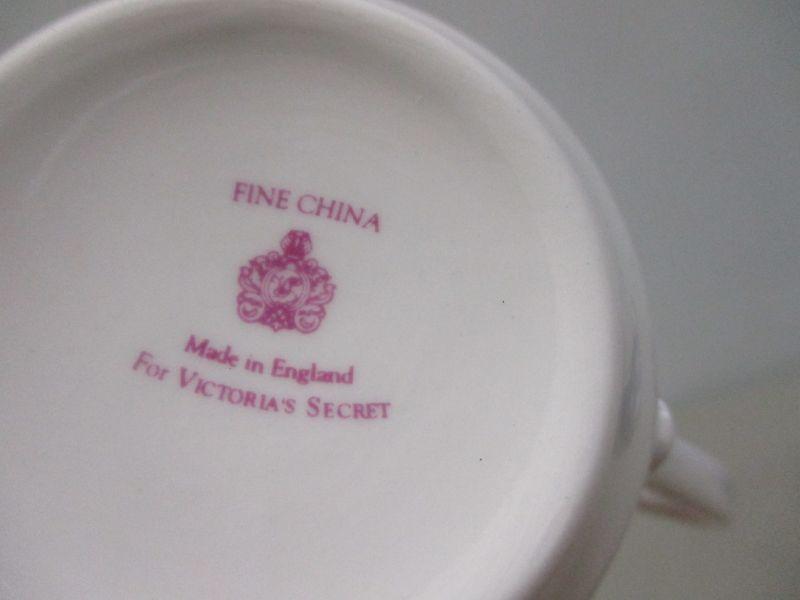 FINE CHINA
Made in England
For VICTORIA'S SECRET